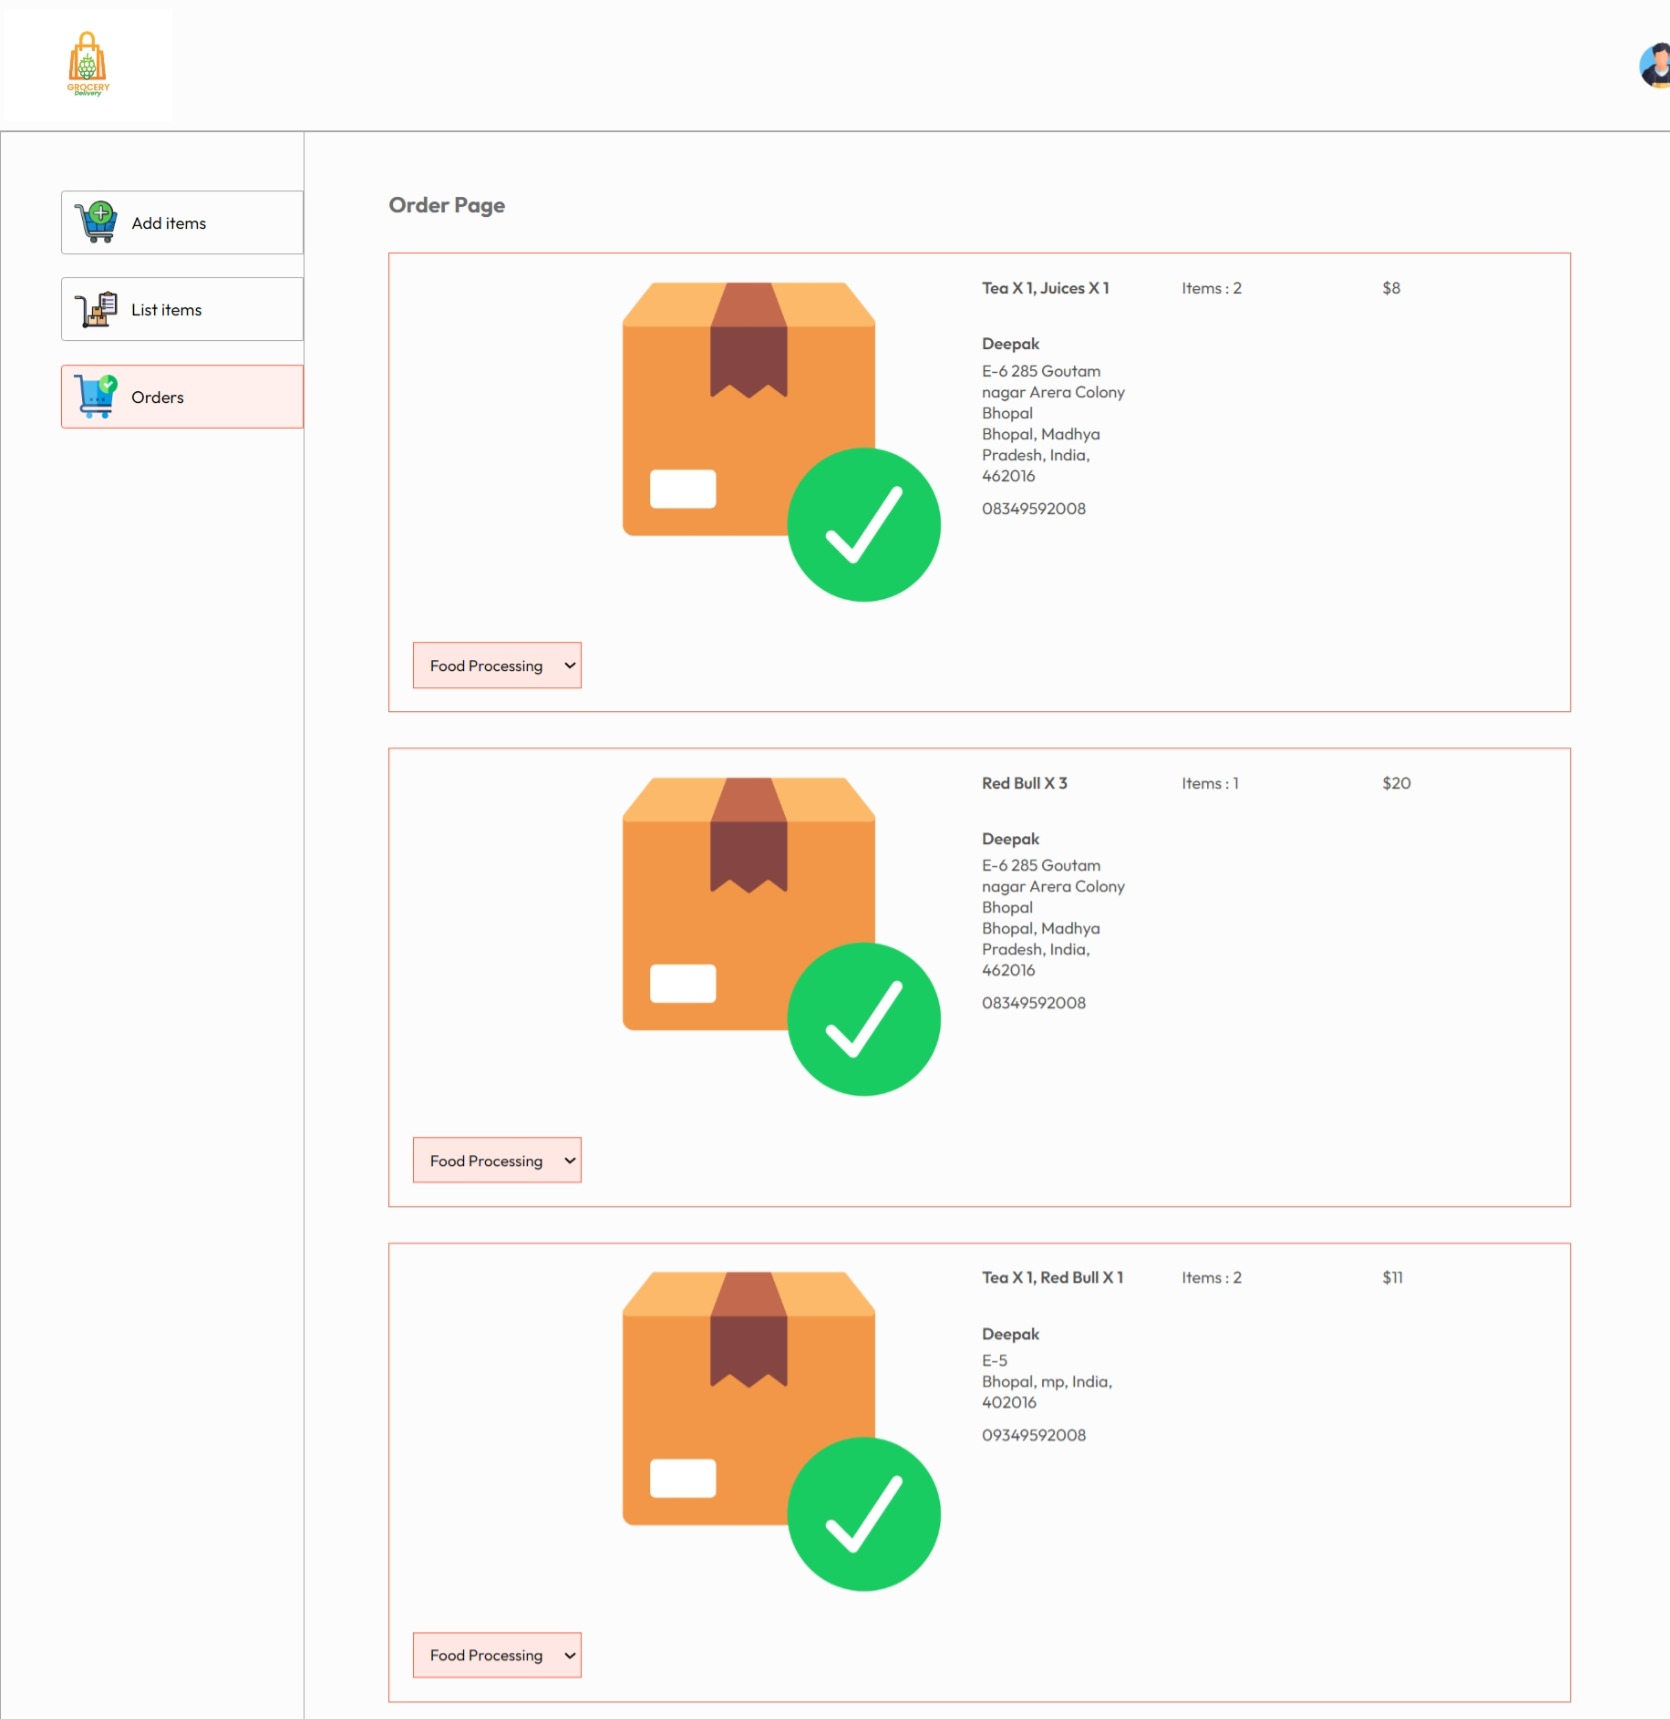 GROCERY
Delivery
Add items
List items
Orders
Order Page
Tea X 1, Juices X 1
Items : 2
$8
Deepak
E-6 285 Goutam
nagar Arera Colony
Bhopal
Bhopal, Madhya
Pradesh, India,
462016
08349592008
Food Processing
Red Bull X 3
Items : 1
$20
Deepak
E-6 285 Goutam
nagar Arera Colony
Bhopal
Bhopal, Madhya
Pradesh, India,
462016
08349592008
Food Processing
Tea X 1, Red Bull X 1
Items : 2
$11
Deepak
E-5
Bhopal, mp, India,
402016
09349592008
Food Processing